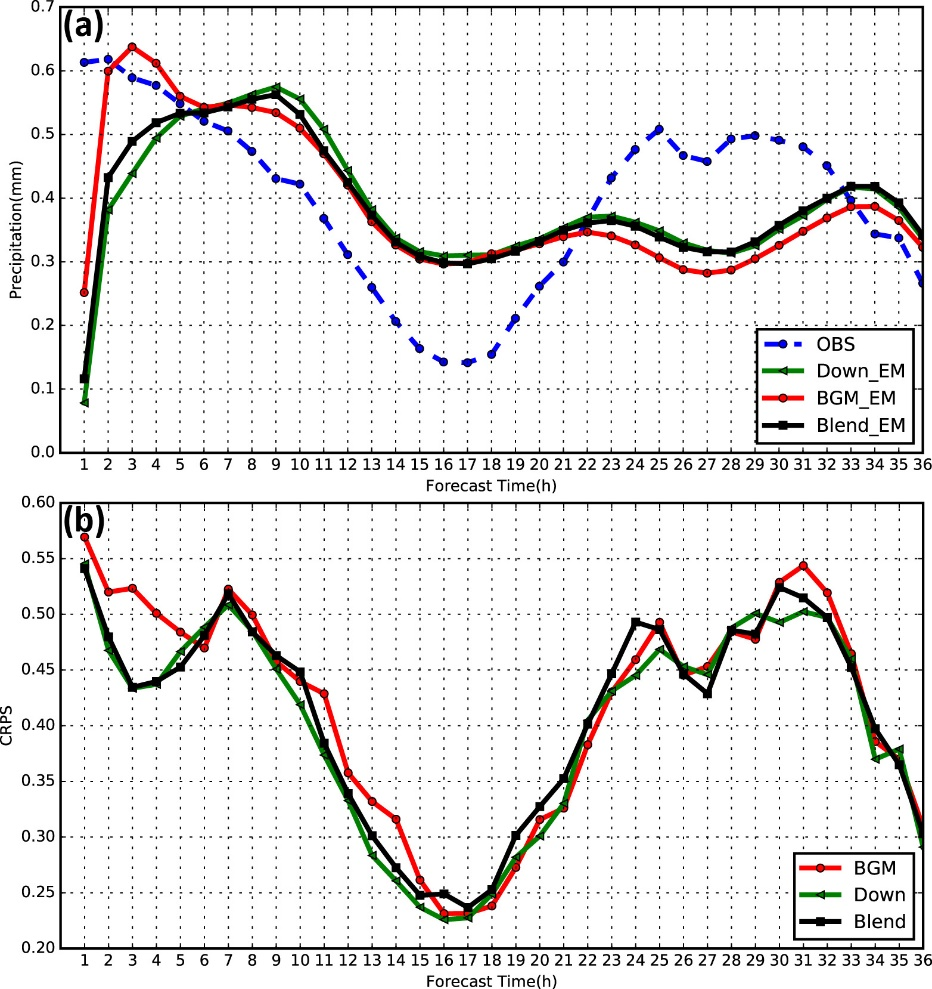 (a)
Precipitation(mm)
0.7
0.6
0.5
0.4
0.3
0.2
0.1
0.0
OBS
Down_EM
BGM_EM
Blend_EM
1 2 3 4 5 6 7 8 9 10 11 12 13 14 15 16 17 18 19 20 21 22 23 24 25 26 27 28 29 30 31 32 33 34 35 36
Forecast Time(h)
(b)
CRPS
0.60
0.55
0.50
0.45
0.40
0.35
0.30
0.25
0.20
BGM
Down
Blend
1 2 3 4 5 6 7 8 9 10 11 12 13 14 15 16 17 18 19 20 21 22 23 24 25 26 27 28 29 30 31 32 33 34 35 36
Forecast Time(h)